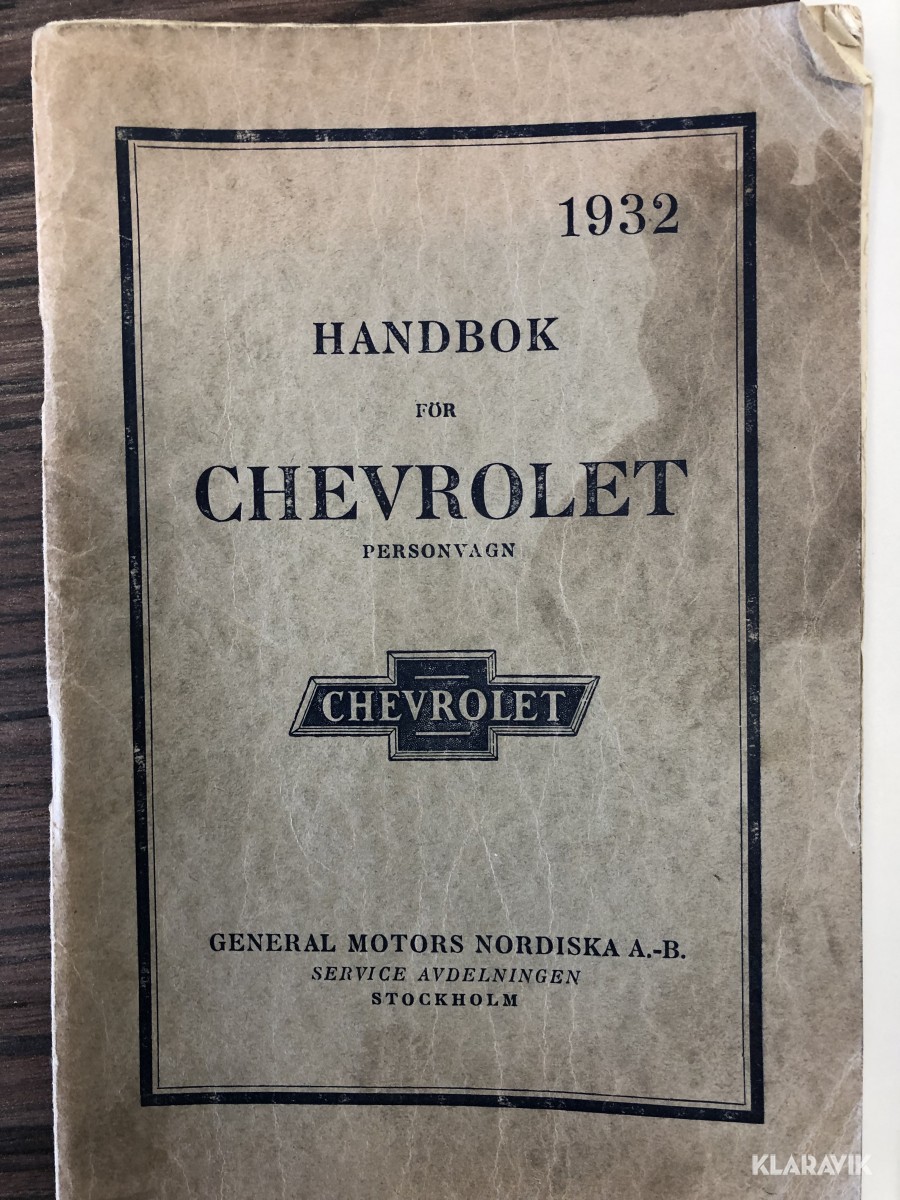 1932
HANDBOK
FÖR
CHEVROLET
PERSONVAGN
CHEVROLET
GENERAL MOTORS NORDISKA A.-B.
SERVICE AVDELNINGEN
STOCKHOLM
KLARAVIK